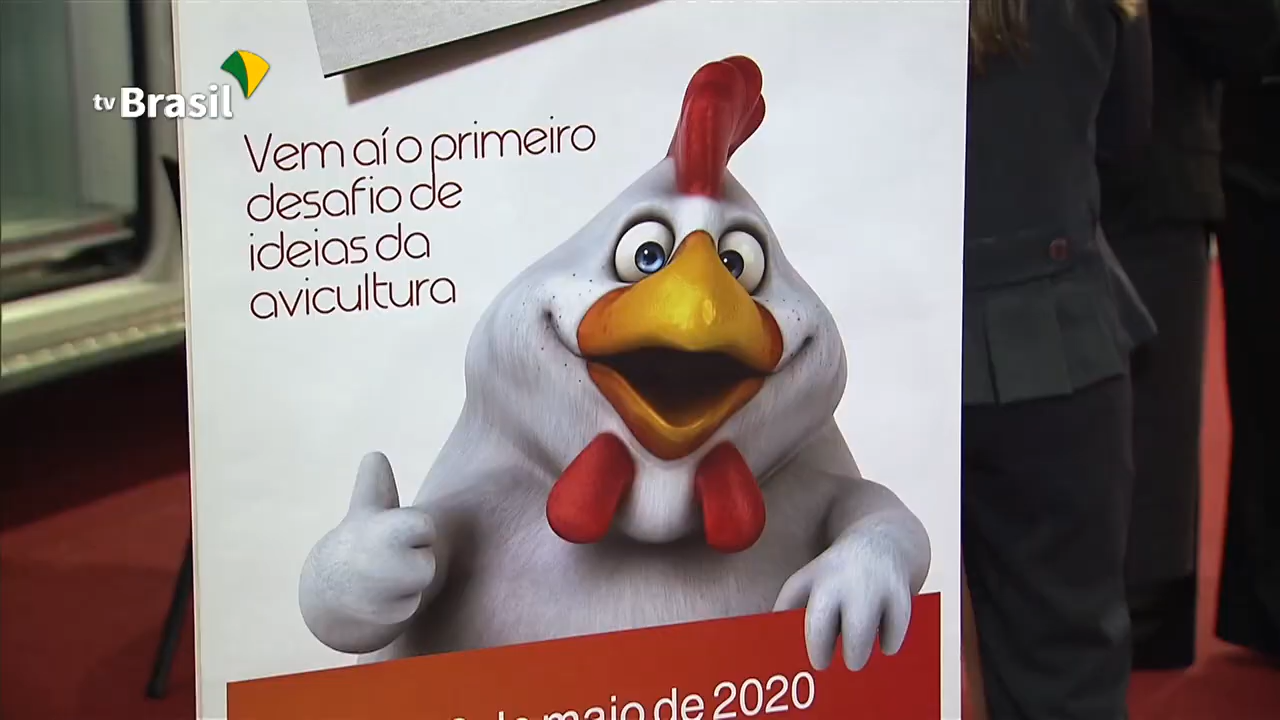 tv Brasil
Vem aí o primeiro
desafio de
ideias da
avicultura
de maio de 2020